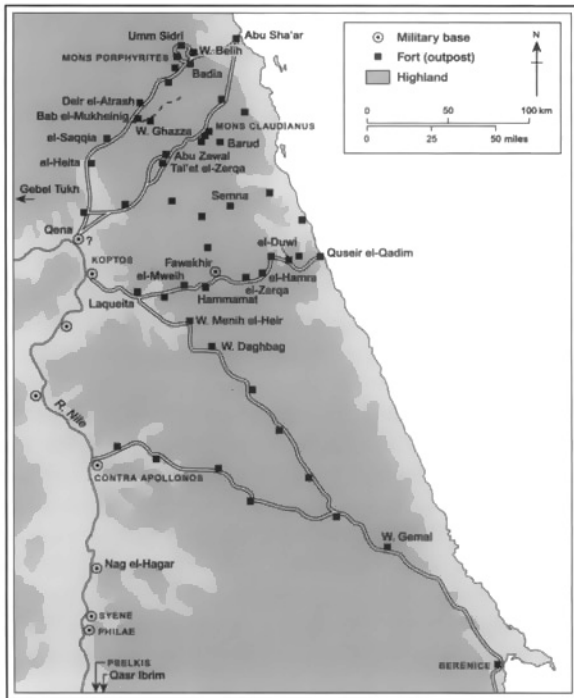 Umm Sidri
Abu Sha'ar
W. Belih
MONS PORPHYRITES
Badia
Deir el-Atrash
Bab el-Mukheinig
W. Ghazza
MONS CLAUDIANUS
el-Saqqia
Barud
Abu Zawal
el-Heita
Tal'et el-Zerqa
Gebel Tukh
Semna
Qena
?
el-Duwi
Quseir el-Qadim
KOPTOS
Fawakhir
el-Mweih
el-Hamra
el-Zerqa
Laqueita
Hammamat
W. Menih el-Heir
W. Daghbag
R. Nile
CONTRA APOLLONOS
W. Gemal
Nag el-Hagar
SYENE
PHILAE
PSELKIS
BERENICE
Qasr Ibrim
Military base
Fort (outpost)
Highland
N
0 50 100 km
0 25 50 miles